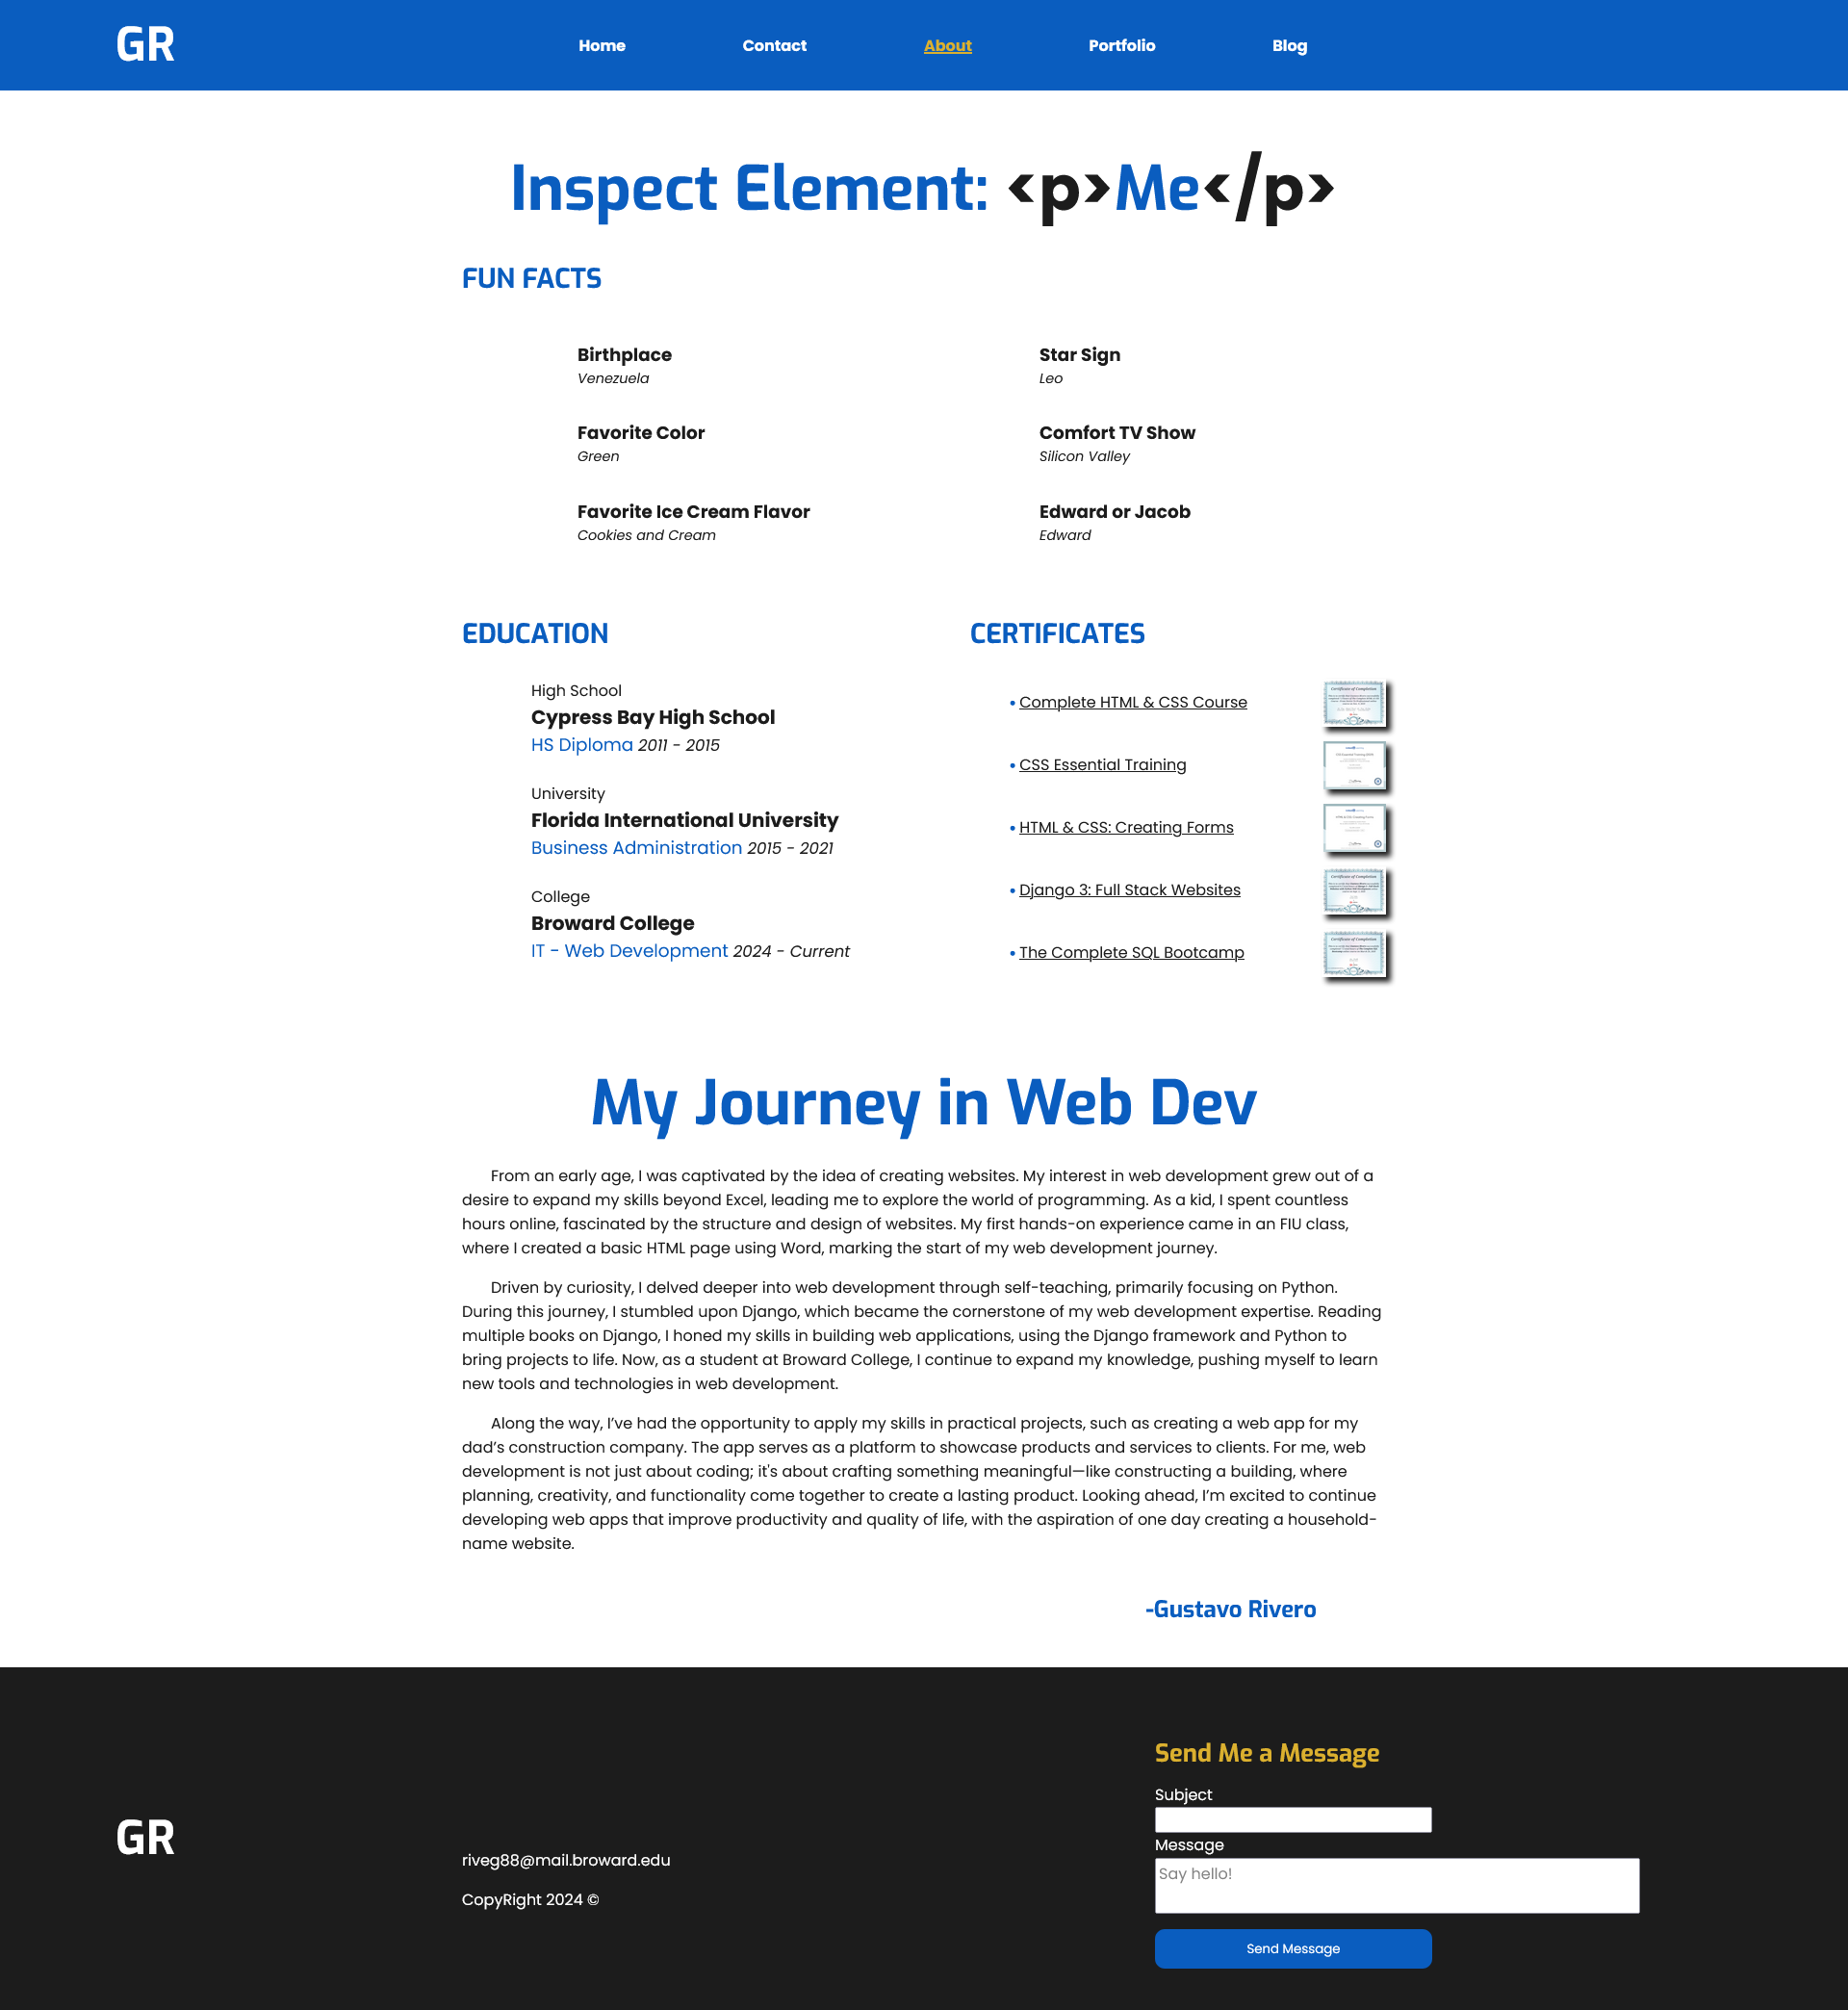 GR
Home
Contact
About
Portfolio
Blog
Inspect Element: <p>Me</p>
FUN FACTS
Birthplace
Venezuela
Star Sign
Leo
Favorite Color
Green
Comfort TV Show
Silicon Valley
Favorite Ice Cream Flavor
Cookies and Cream
Edward or Jacob
Edward
EDUCATION
High School
Cypress Bay High School
HS Diploma 2011 - 2015
University
Florida International University
Business Administration 2015 - 2021
College
Broward College
IT - Web Development 2024 - Current
CERTIFICATES
• Complete HTML & CSS Course
• CSS Essential Training
• HTML & CSS: Creating Forms
• Django 3: Full Stack Websites
• The Complete SQL Bootcamp
Certificate of Completion
Certificate of Completion
Certificate of Completion
My Journey in Web Dev
From an early age, I was captivated by the idea of creating websites. My interest in web development grew out of a
desire to expand my skills beyond Excel, leading me to explore the world of programming. As a kid, I spent countless
hours online, fascinated by the structure and design of websites. My first hands-on experience came in an FIU class,
where I created a basic HTML page using Word, marking the start of my web development journey.
Driven by curiosity, I delved deeper into web development through self-teaching, primarily focusing on Python.
During this journey, I stumbled upon Django, which became the cornerstone of my web development expertise. Reading
multiple books on Django, I honed my skills in building web applications, using the Django framework and Python to
bring projects to life. Now, as a student at Broward College, I continue to expand my knowledge, pushing myself to learn
new tools and technologies in web development.
Along the way, I’ve had the opportunity to apply my skills in practical projects, such as creating a web app for my
dad’s construction company. The app serves as a platform to showcase products and services to clients. For me, web
development is not just about coding; it's about crafting something meaningful—like constructing a building, where
planning, creativity, and functionality come together to create a lasting product. Looking ahead, I’m excited to continue
developing web apps that improve productivity and quality of life, with the aspiration of one day creating a household-
name website.
-Gustavo Rivero
GR
riveg88@mail.broward.edu
CopyRight 2024 ©
Send Me a Message
Subject
Message
Say hello!
Send Message